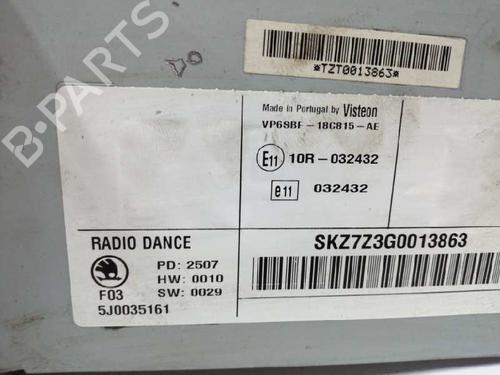 *TZT0013863*
Made in Portugal by Visteon
VP6SBF-18C815-AE
E11 10R-032432
e11 032432
RADIO DANCE
SKZ7Z3G0013863
PD: 2507
HW: 0010
F03 SW: 0029
5J0035161
B-PARTS